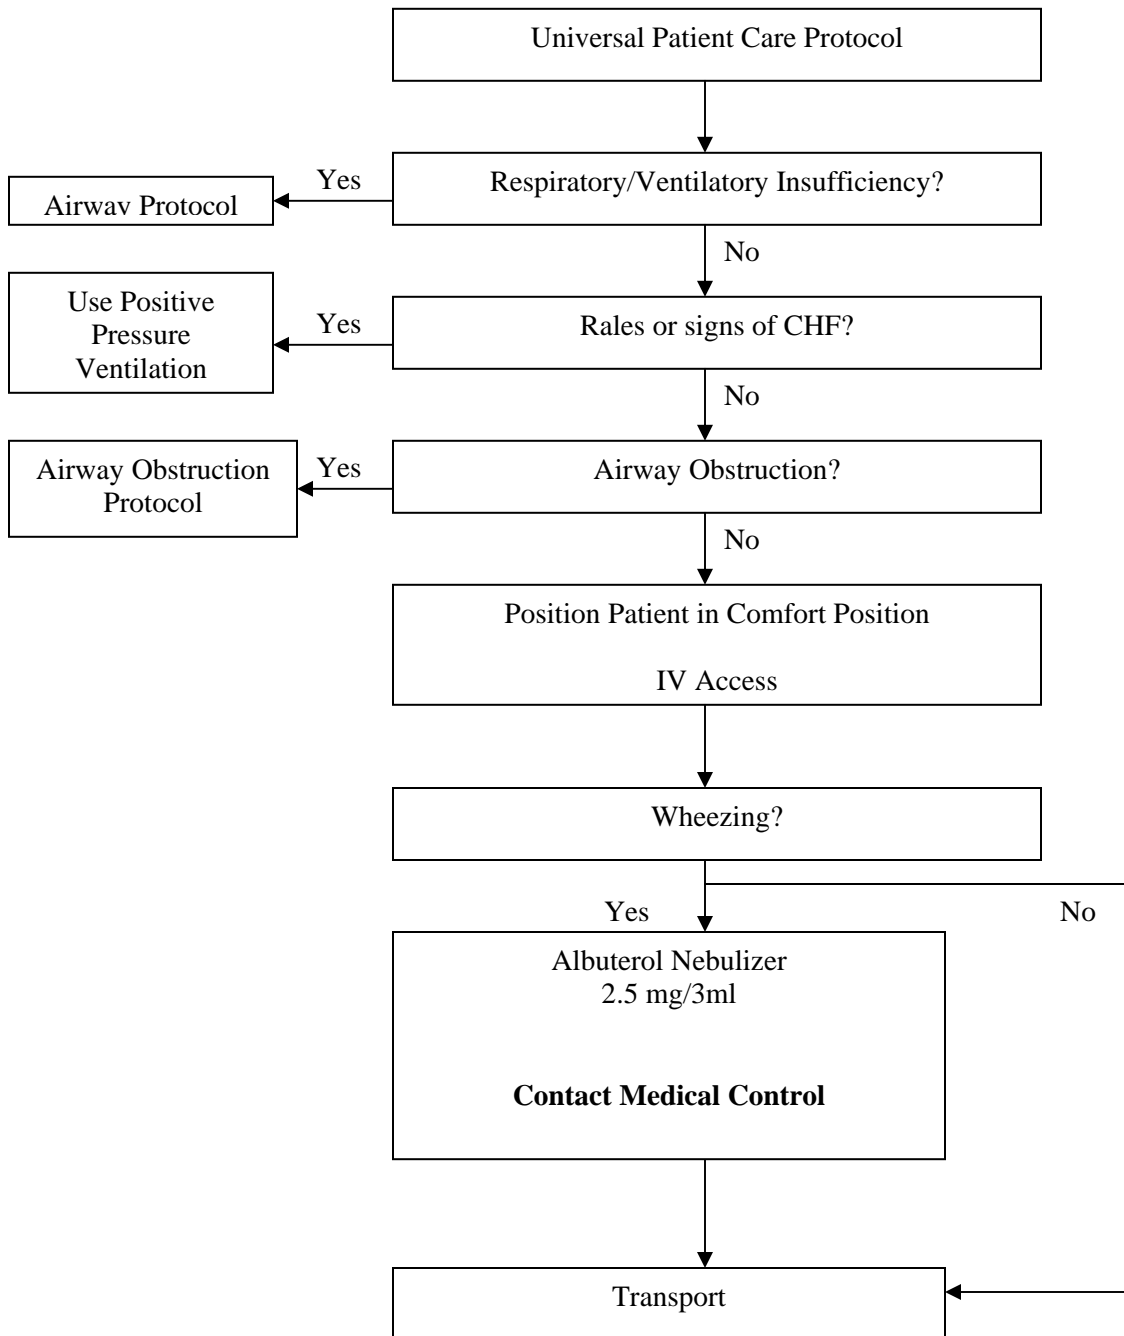 Universal Patient Care Protocol
Respiratory/Ventilatory Insufficiency?
Yes
Airway Protocol
No
Rales or signs of CHF?
Yes
Use Positive
Pressure
Ventilation
No
Airway Obstruction?
Yes
Airway Obstruction
Protocol
No
Position Patient in Comfort Position
IV Access
Wheezing?
Yes
No
Albuterol Nebulizer
2.5 mg/3ml
Contact Medical Control
Transport